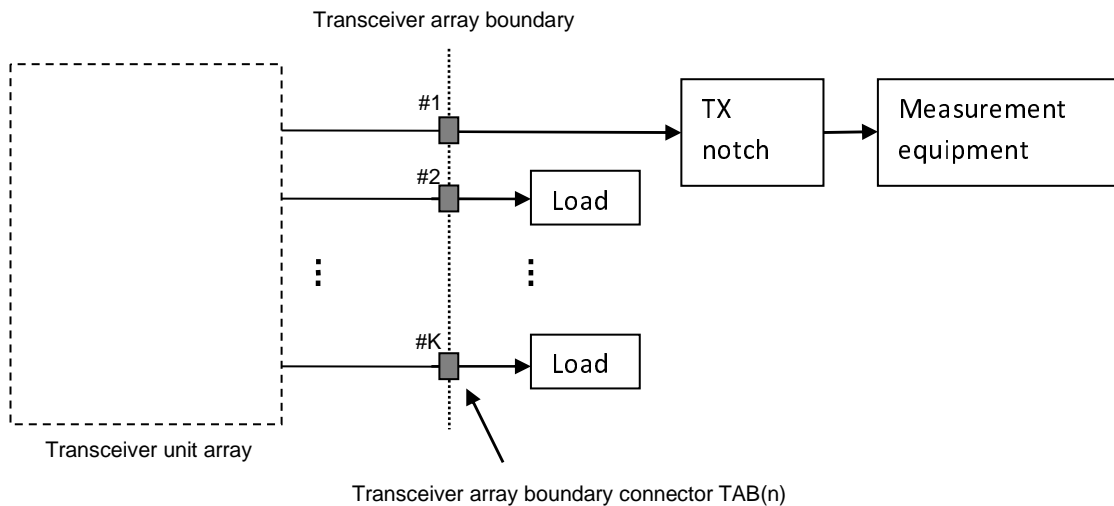 Transceiver array boundary
#1
TX
notch
Measurement
equipment
#2
Load
#K
Load
Transceiver unit array
Transceiver array boundary connector TAB(n)